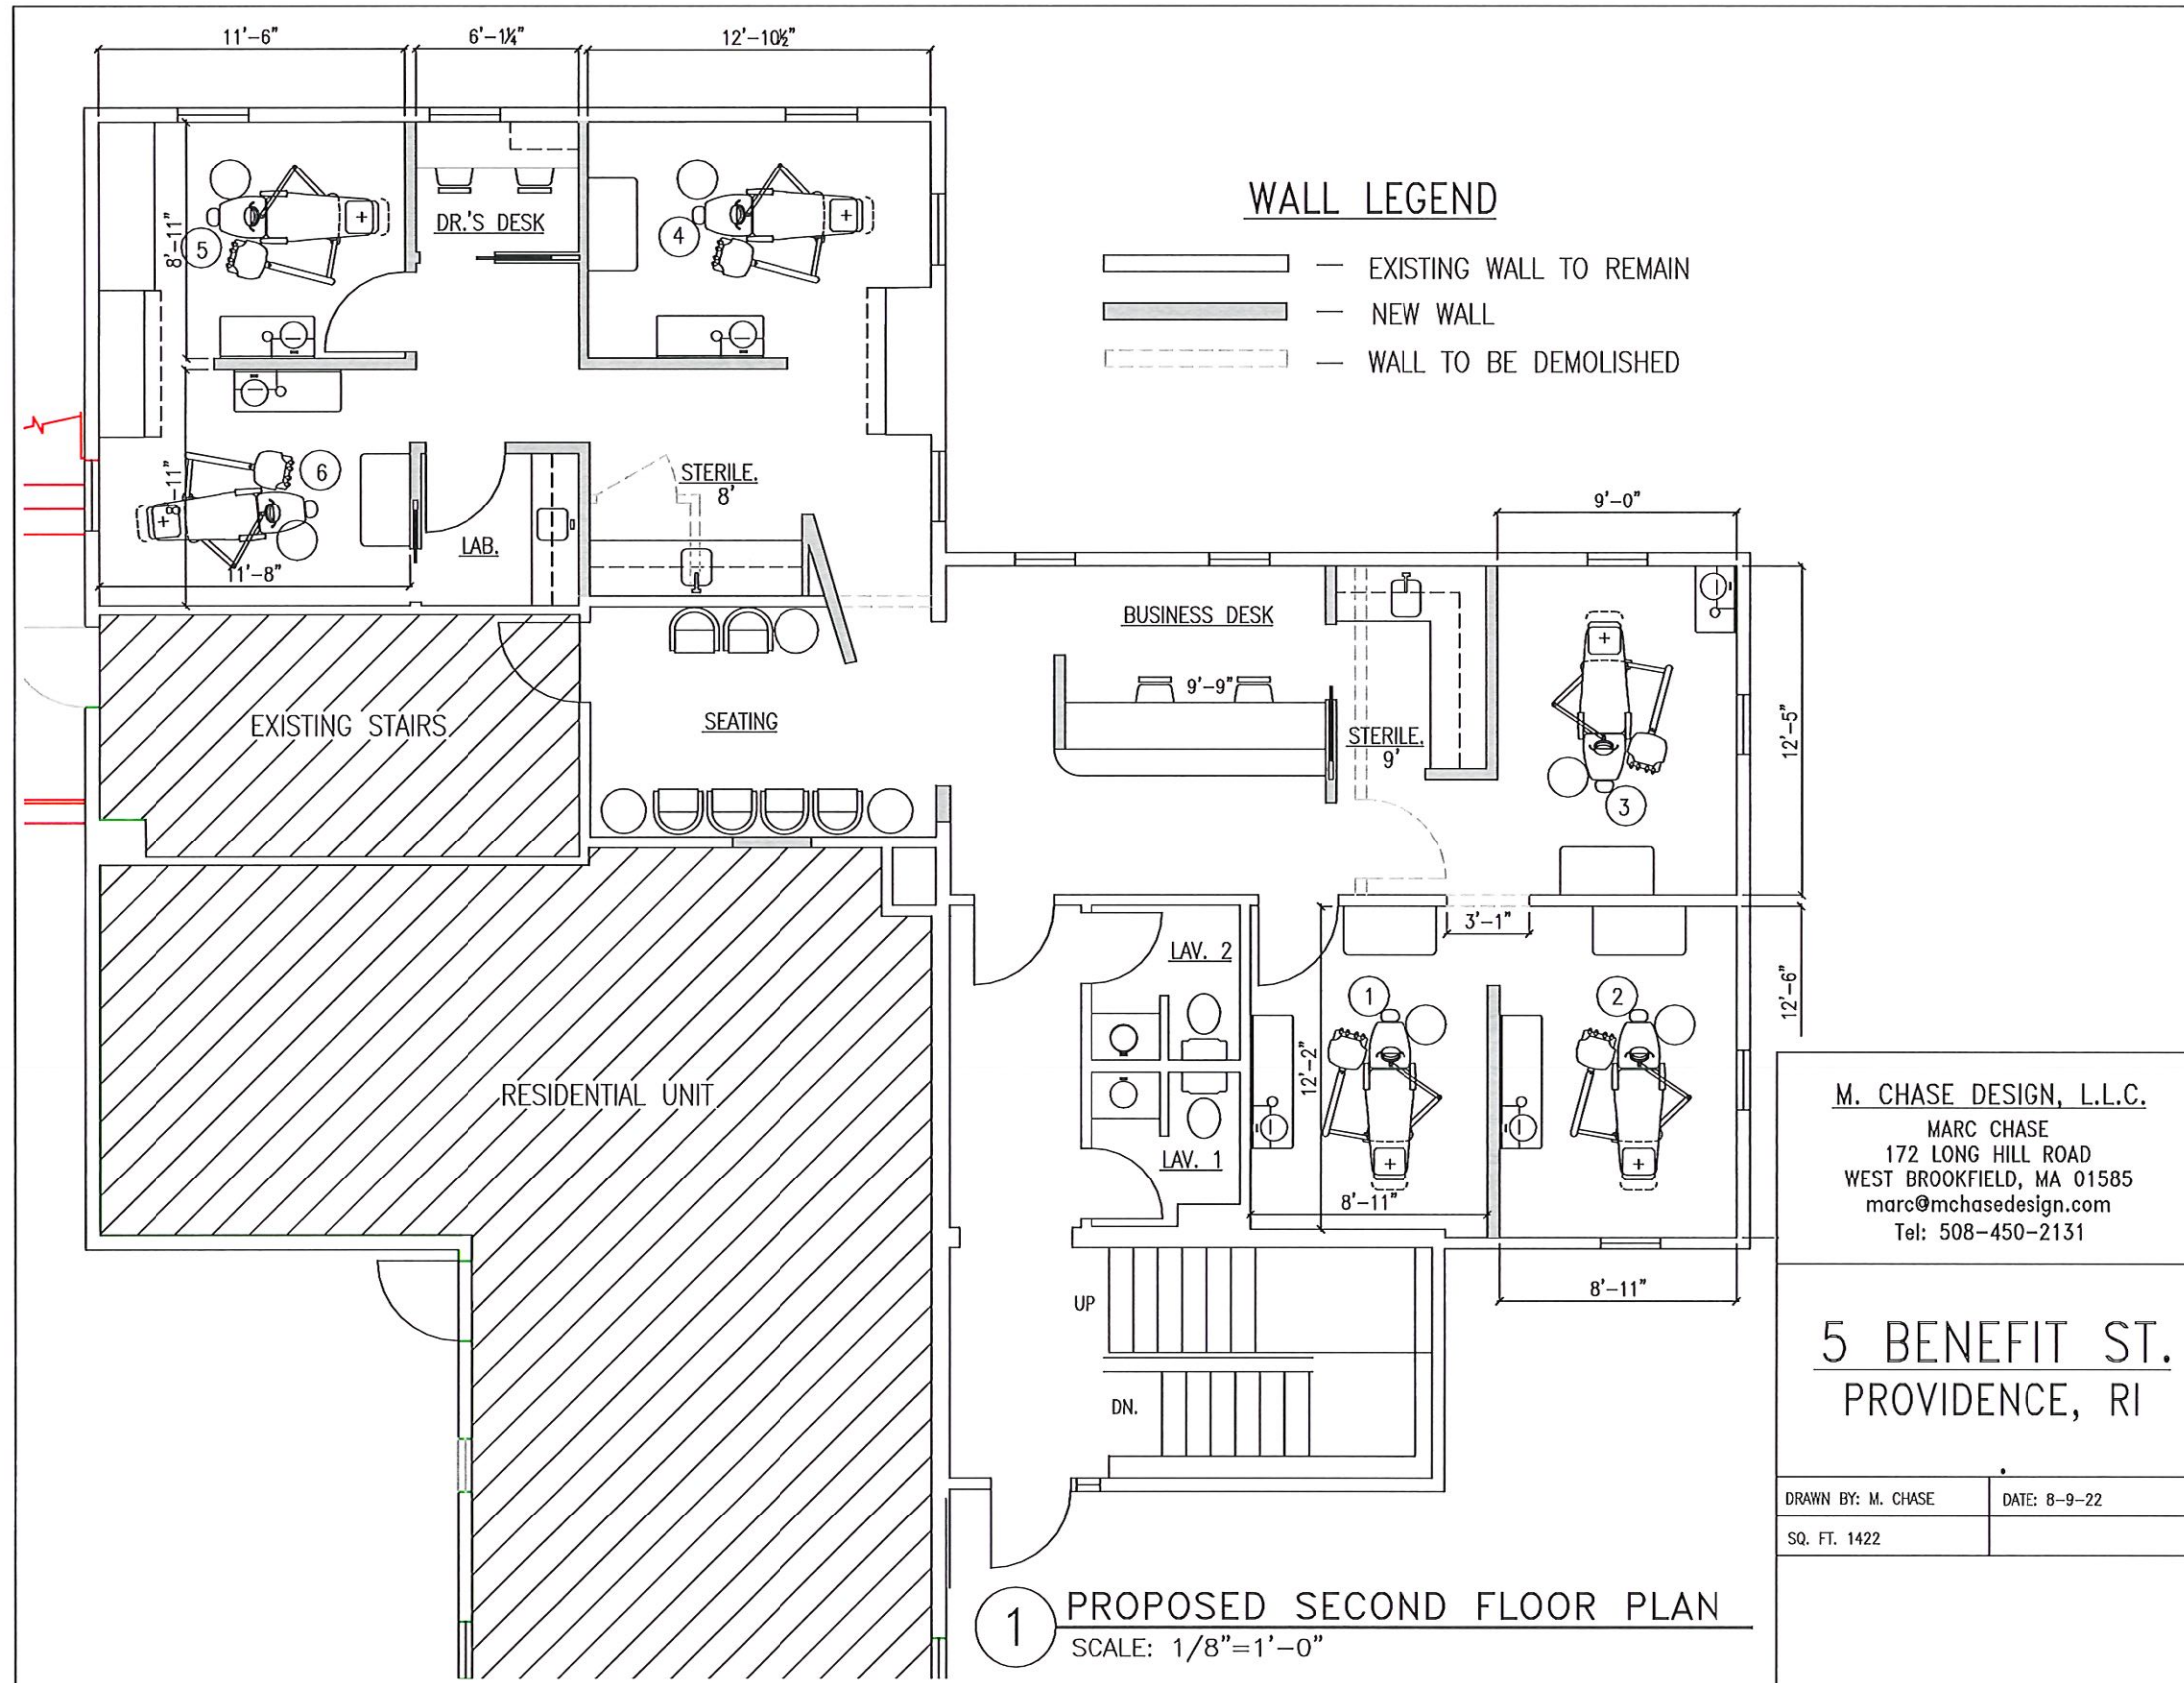 11'-6"
6'-1¼"
12'-10½"
8'-11"
5
DR.'S DESK
4
WALL LEGEND
— EXISTING WALL TO REMAIN
— NEW WALL
— WALL TO BE DEMOLISHED
8'-11"
6
11'-8"
LAB.
STERILE.
8'
9'-0"
BUSINESS DESK
9'-9"
STERILE.
9'
3
12'-5"
EXISTING STAIRS
SEATING
3'-1"
LAV. 2
1
2
12'-6"
12'-2"
RESIDENTIAL UNIT
LAV. 1
8'-11"
8'-11"
UP
DN.
M. CHASE DESIGN, L.L.C.
MARC CHASE
172 LONG HILL ROAD
WEST BROOKFIELD, MA 01585
marc@mchasedesign.com
Tel: 508-450-2131
5 BENEFIT ST.
PROVIDENCE, RI
DRAWN BY: M. CHASE
DATE: 8-9-22
SQ. FT. 1422
1
PROPOSED SECOND FLOOR PLAN
SCALE: 1/8"=1'-0"